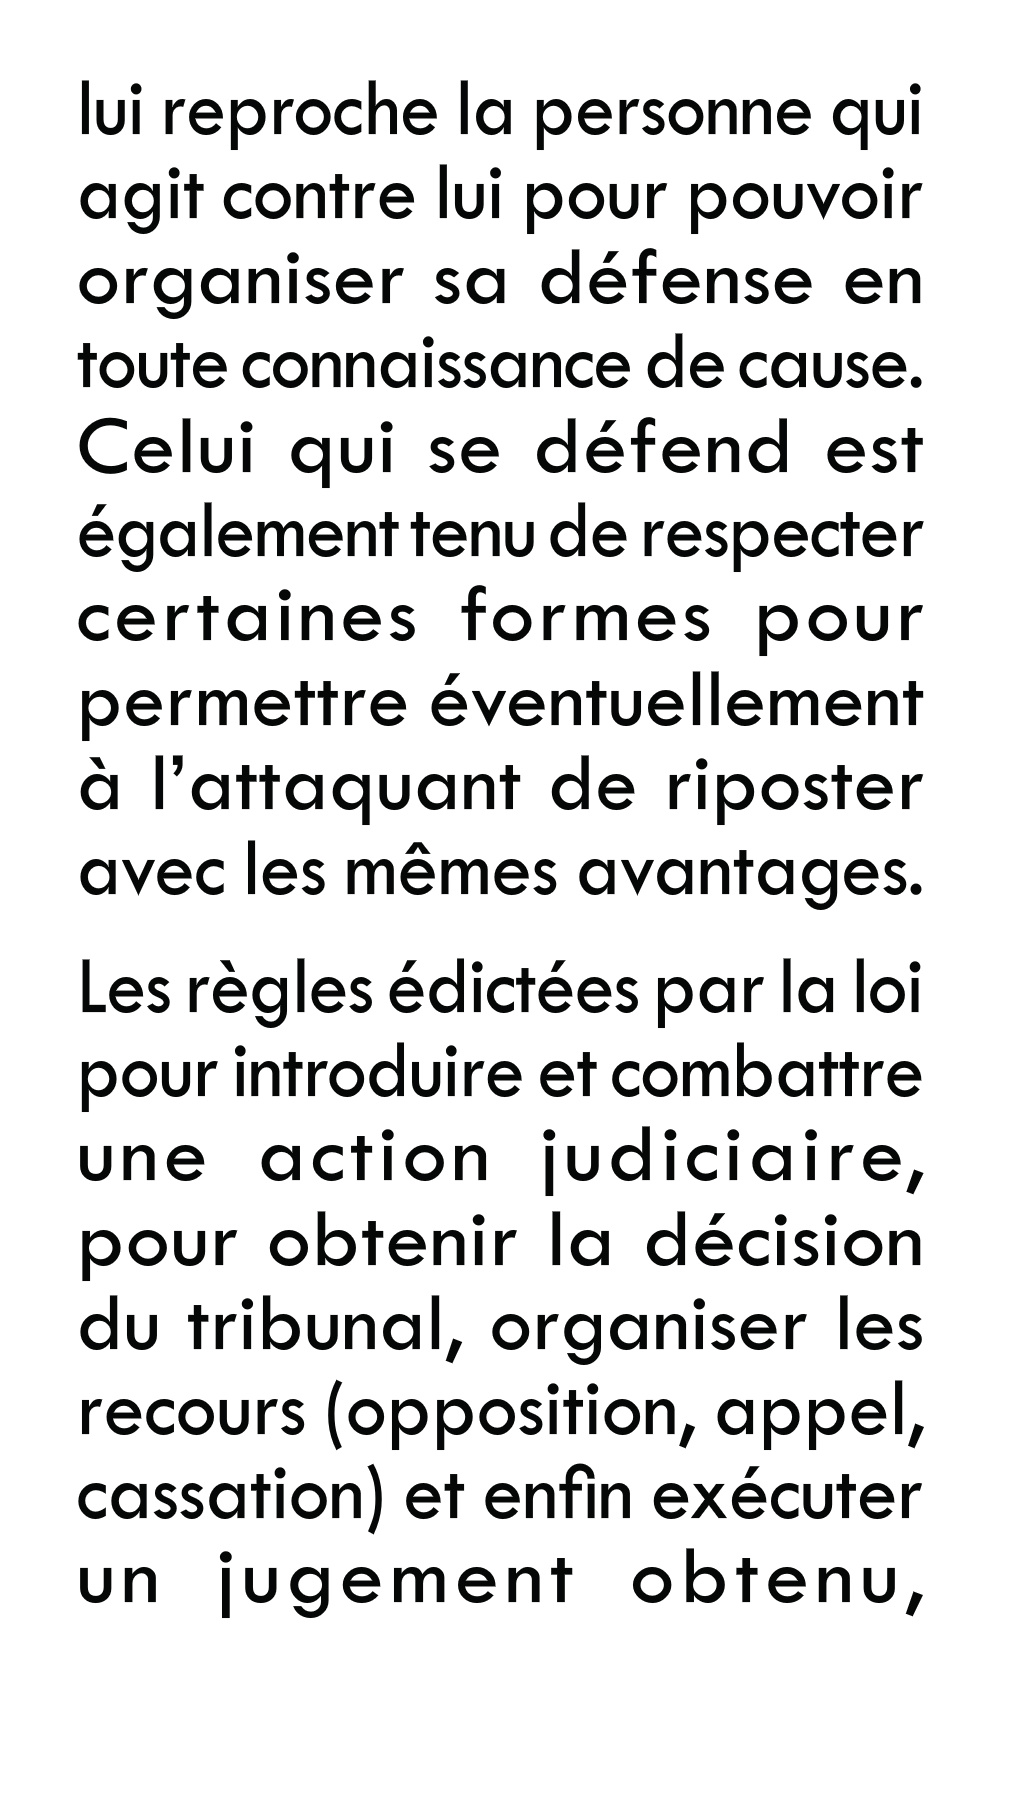 lui reproche la personne qui
agit contre lui pour pouvoir
organiser sa défense en
toute connaissance de cause.
Celui qui se défend est
également tenu de respecter
certaines formes pour
permettre éventuellement
à l’attaquant de riposter
avec les mêmes avantages.
Les règles édictées par la loi
pour introduire et combattre
une action judiciaire,
pour obtenir la décision
du tribunal, organiser les
recours (opposition, appel,
cassation) et enfin exécuter
un jugement obtenu,